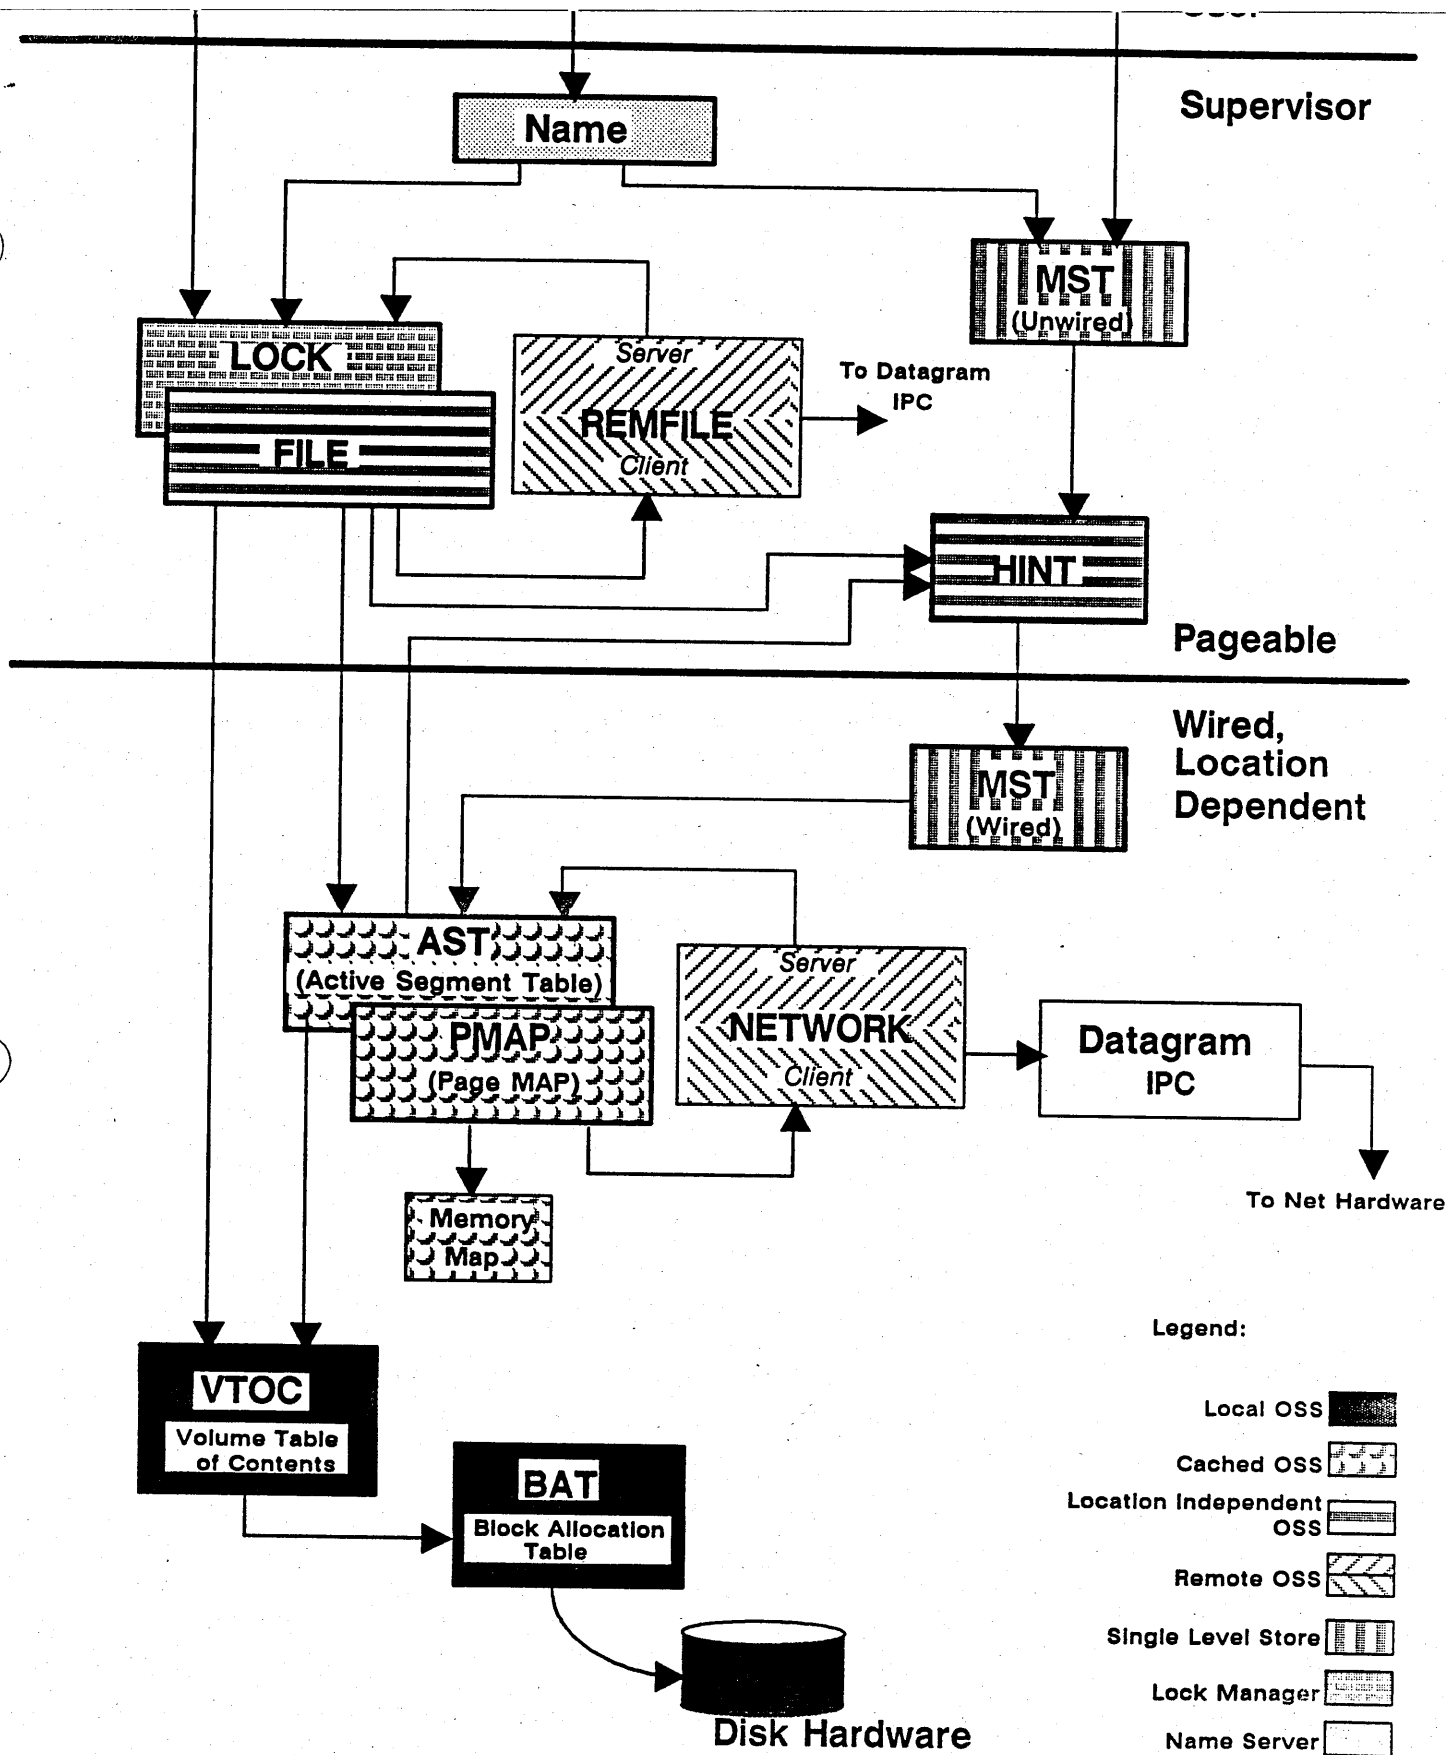 Supervisor
Name
MST
(Unwired)
LOCK
Server
To Datagram
IPC
REMFILE
FILE
Client
HINT
Pageable
Wired,
Location
Dependent
MST
(Wired)
AST
(Active Segment Table)
Server
NETWORK
Client
PMAP
(Page MAP)
Datagram
IPC
To Net Hardware
Memory
Map
Legend:
VTOC
Volume Table
of Contents
Local OSS
Cached OSS
BAT
Block Allocation
Table
Location Independent
OSS
Remote OSS
Single Level Store
Lock Manager
Name Server
Disk Hardware